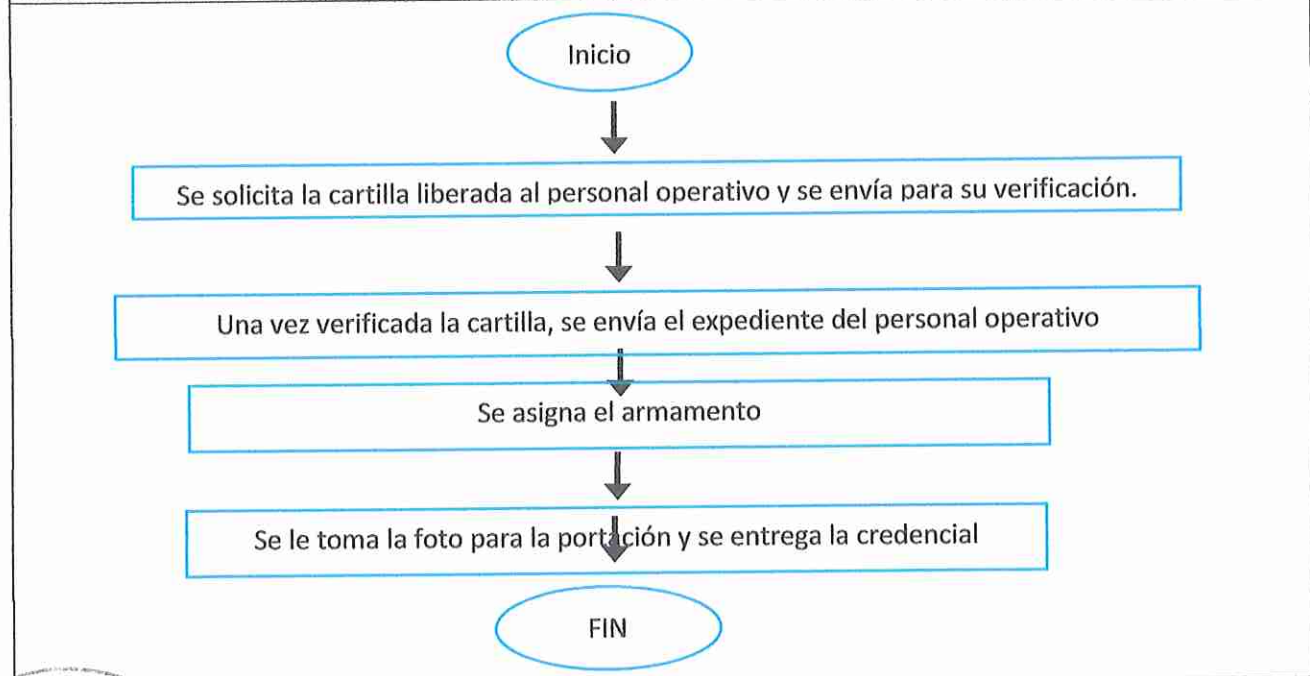 Inicio
Se solicita la cartilla liberada al personal operativo y se envía para su verificación.
Una vez verificada la cartilla, se envía el expediente del personal operativo
Se asigna el armamento
Se le toma la foto para la portación y se entrega la credencial
FIN